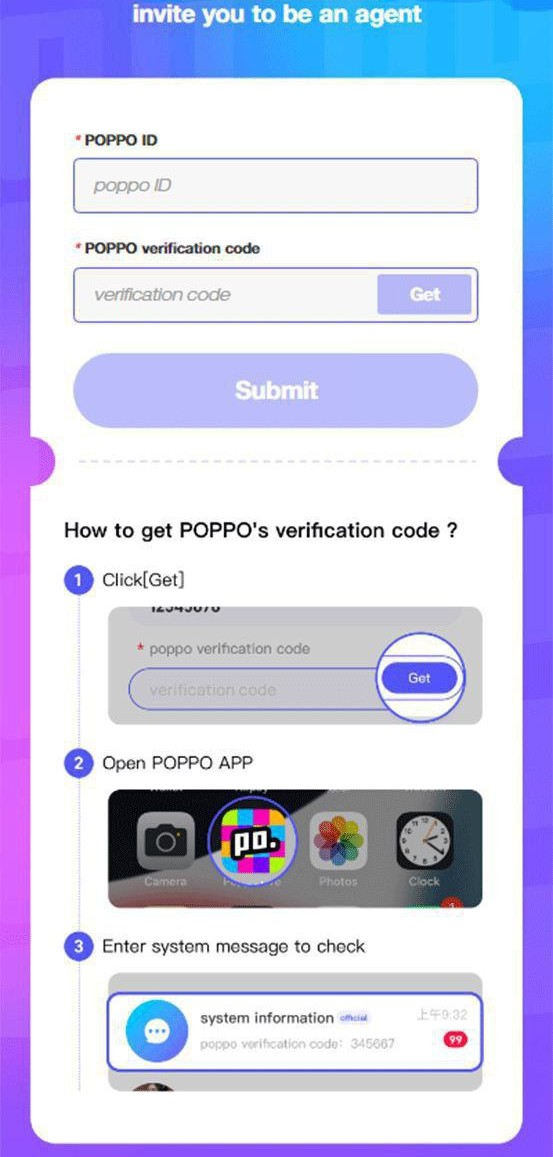 invite you to be an agent
* POPPO ID
poppo ID
* POPPO verification code
verification code
Get
Submit
How to get POPPO's verification code ?
1 Click[Get]
12345678
* poppo verification code
verification code
Get
2 Open POPPO APP
po.
Camera
Photos
Clock
1
3 Enter system message to check
system information official 上午9:32
poppo verification code: 345667 99